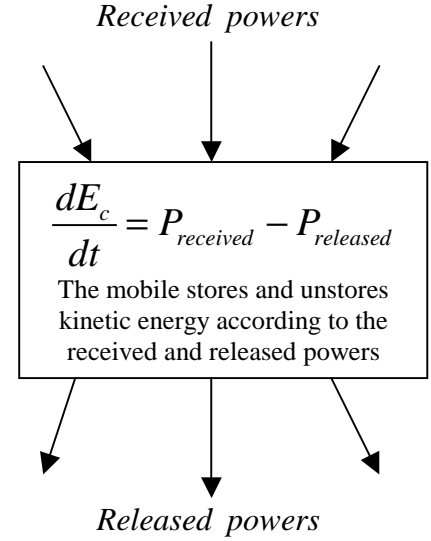 Received powers
dE_c/dt = P_received − P_released
The mobile stores and unstores
kinetic energy according to the
received and released powers
Released powers